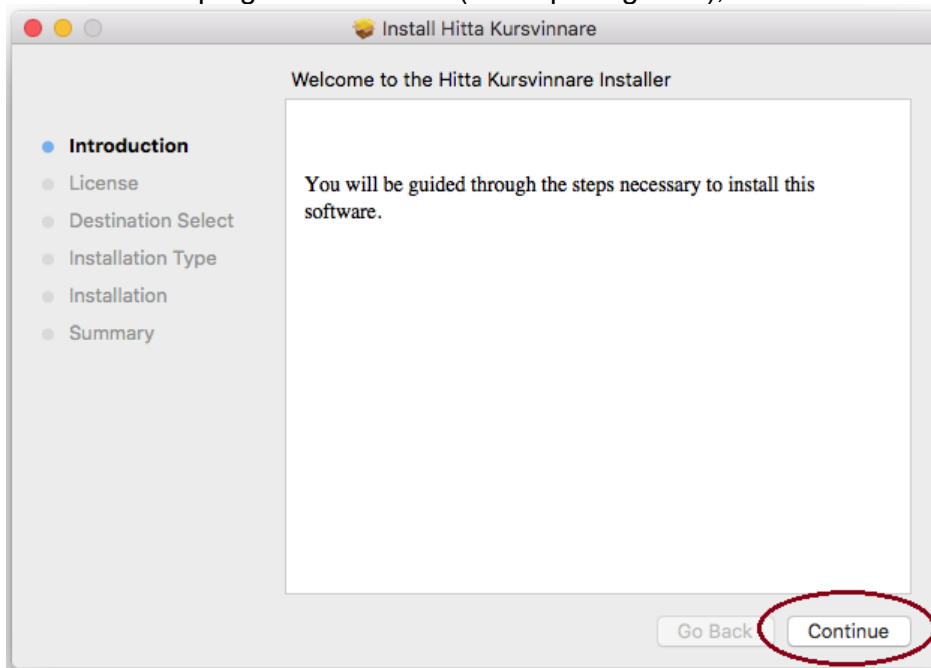 Install Hitta Kursvinnare
Welcome to the Hitta Kursvinnare Installer
Introduction
License
Destination Select
Installation Type
Installation
Summary
You will be guided through the steps necessary to install this
software.
Go Back
Continue